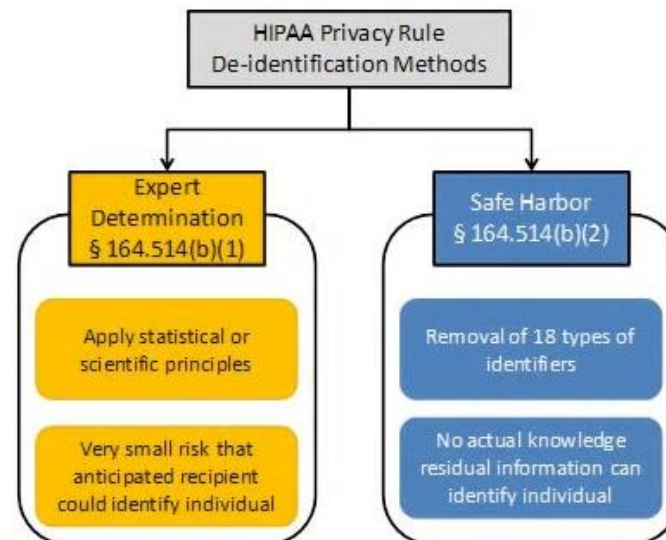 HIPAA Privacy Rule
De-identification Methods
Expert
Determination
§ 164.514(b)(1)
Apply statistical or
scientific principles
Very small risk that
anticipated recipient
could identify individual
Safe Harbor
§ 164.514(b)(2)
Removal of 18 types of
identifiers
No actual knowledge
residual information can
identify individual